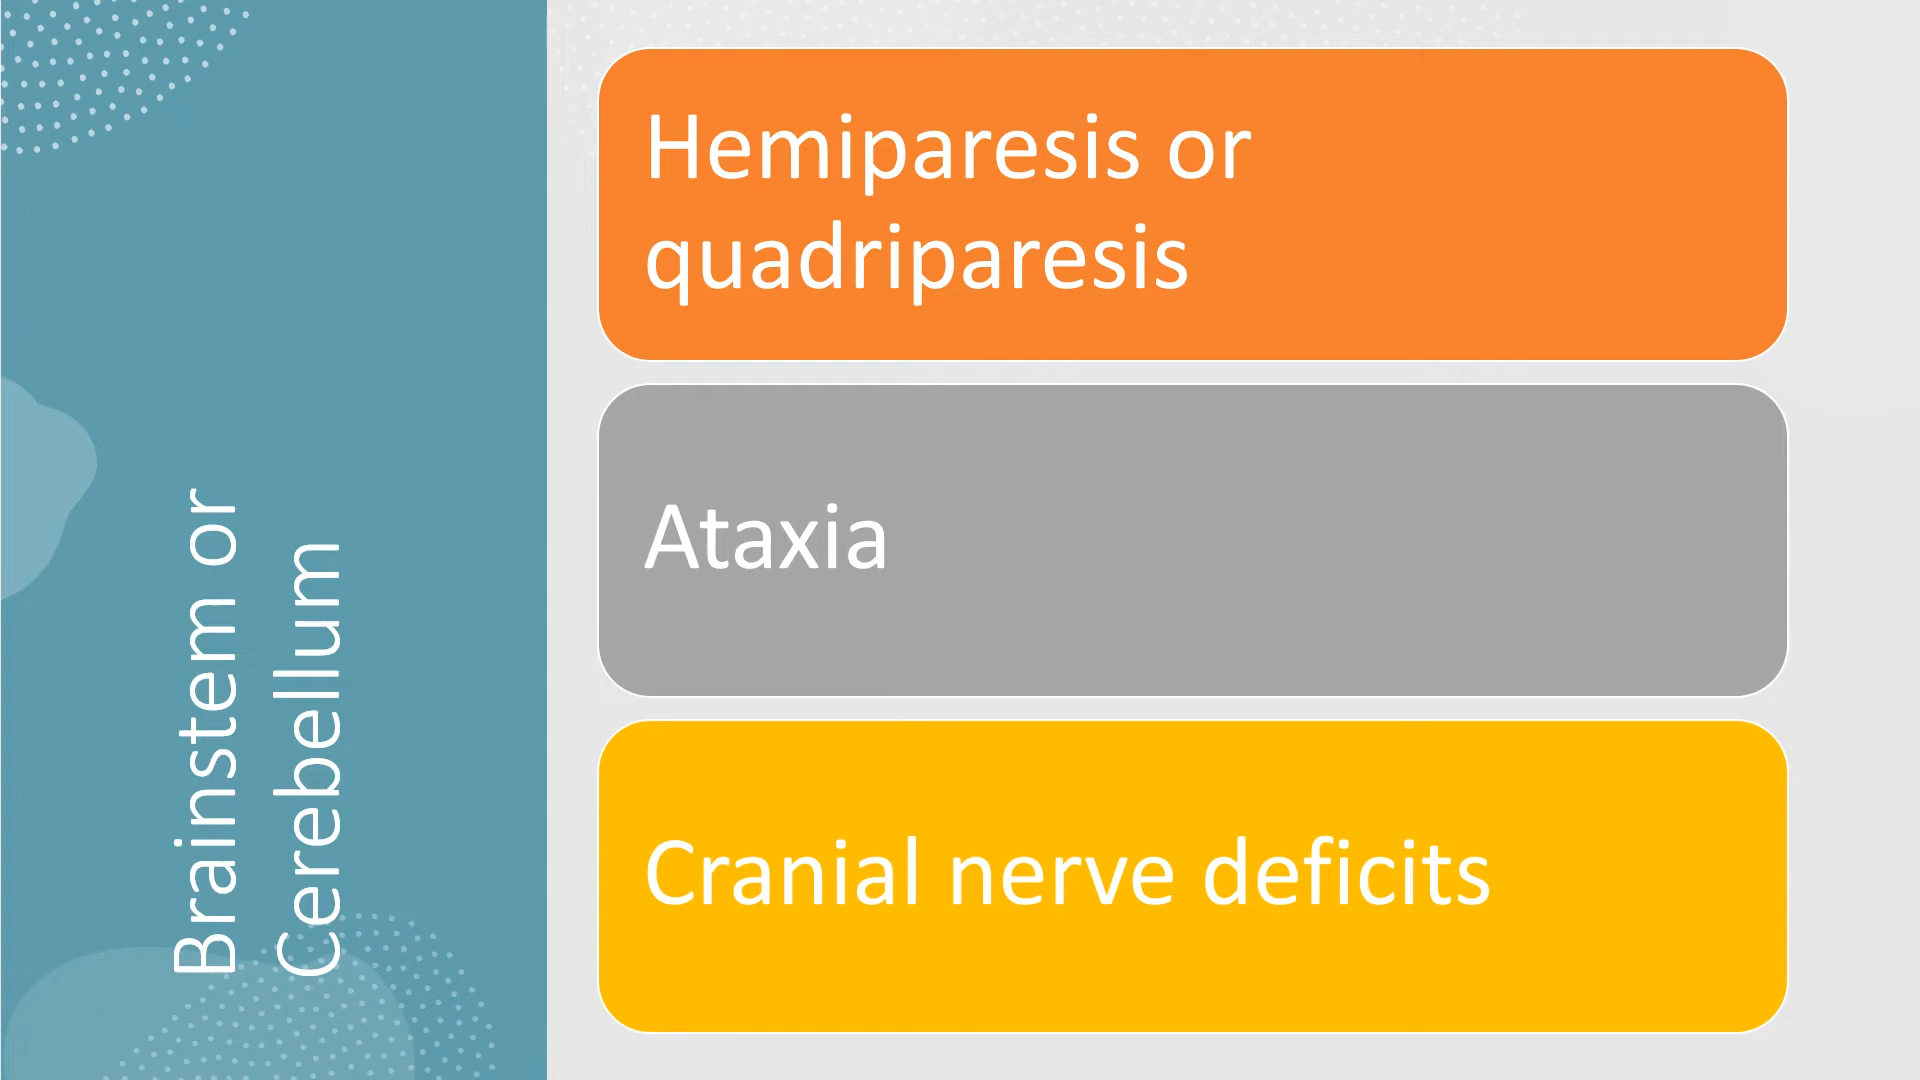 Brainstem or
Cerebellum
Hemiparesis or
quadriparesis
Ataxia
Cranial nerve deficits